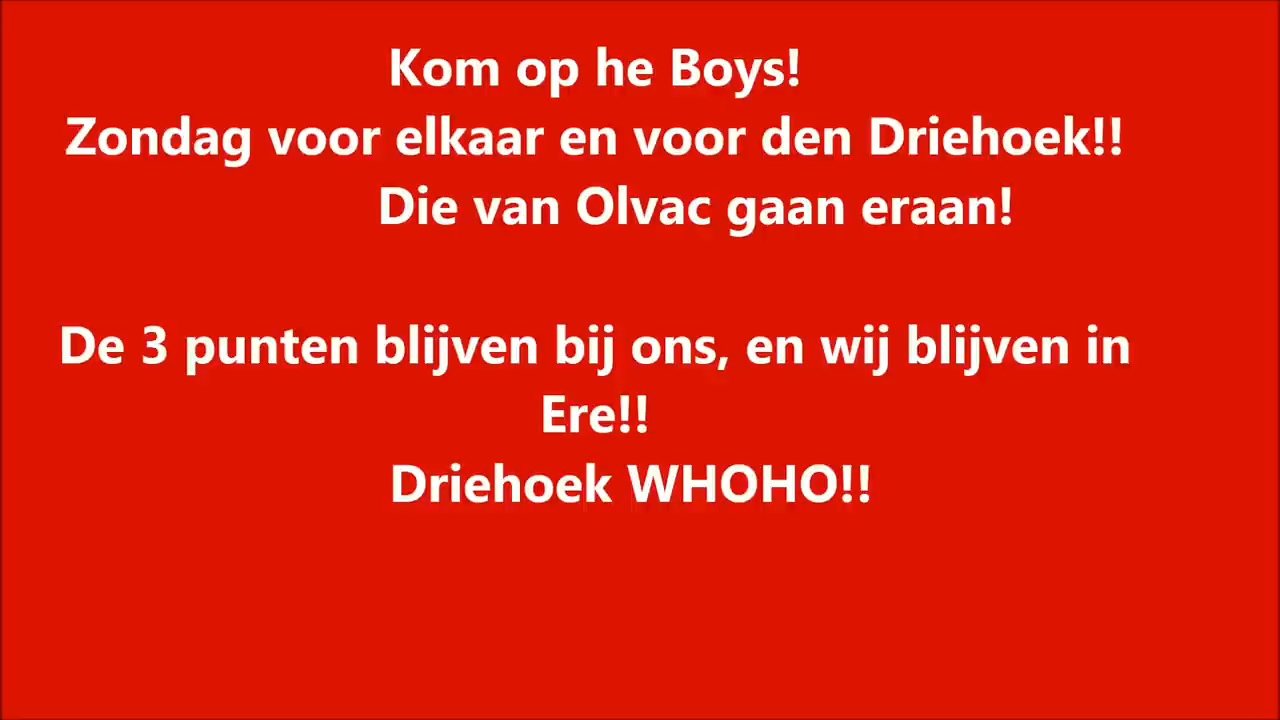 Kom op he Boys!
Zondag voor elkaar en voor den Driehoek!!
Die van Olvac gaan eraan!
De 3 punten blijven bij ons, en wij blijven in
Ere!!
Driehoek WHOHO!!